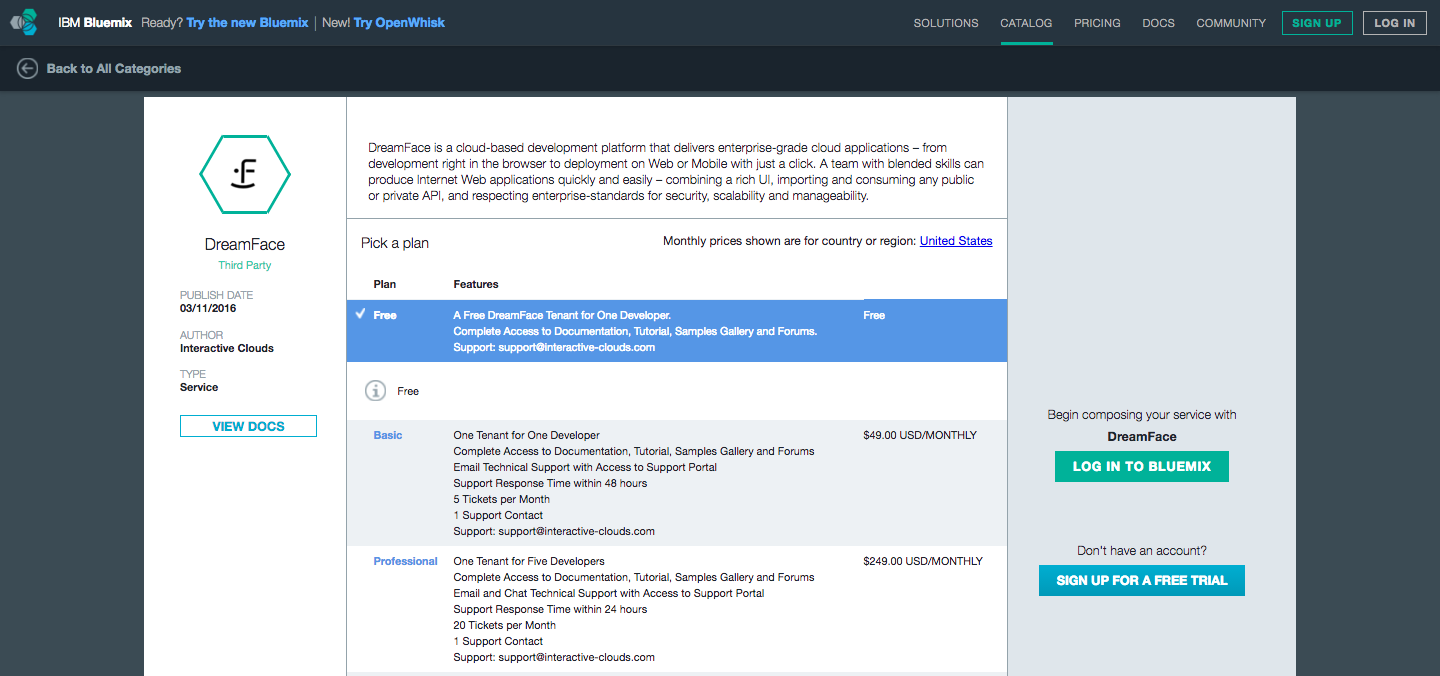 IBM Bluemix Ready? Try the new Bluemix | New! Try OpenWhisk
SOLUTIONS CATALOG PRICING DOCS COMMUNITY SIGN UP LOG IN
Back to All Categories
DreamFace
Third Party
PUBLISH DATE
03/11/2016
AUTHOR
Interactive Clouds
TYPE
Service
VIEW DOCS
DreamFace is a cloud-based development platform that delivers enterprise-grade cloud applications – from
development right in the browser to deployment on Web or Mobile with just a click. A team with blended skills can
produce Internet Web applications quickly and easily – combining a rich UI, importing and consuming any public
or private API, and respecting enterprise-standards for security, scalability and manageability.
Pick a plan
Monthly prices shown are for country or region: United States
Plan Features
Free A Free DreamFace Tenant for One Developer. Free
Complete Access to Documentation, Tutorial, Samples Gallery and Forums.
Support: support@interactive-clouds.com
Free
Basic One Tenant for One Developer $49.00 USD/MONTHLY
Complete Access to Documentation, Tutorial, Samples Gallery and Forums
Email Technical Support with Access to Support Portal
Support Response Time within 48 hours
5 Tickets per Month
1 Support Contact
Support: support@interactive-clouds.com
Professional One Tenant for Five Developers $249.00 USD/MONTHLY
Complete Access to Documentation, Tutorial, Samples Gallery and Forums
Email and Chat Technical Support with Access to Support Portal
Support Response Time within 24 hours
20 Tickets per Month
1 Support Contact
Support: support@interactive-clouds.com
Begin composing your service with
DreamFace
LOG IN TO BLUEMIX
Don't have an account?
SIGN UP FOR A FREE TRIAL